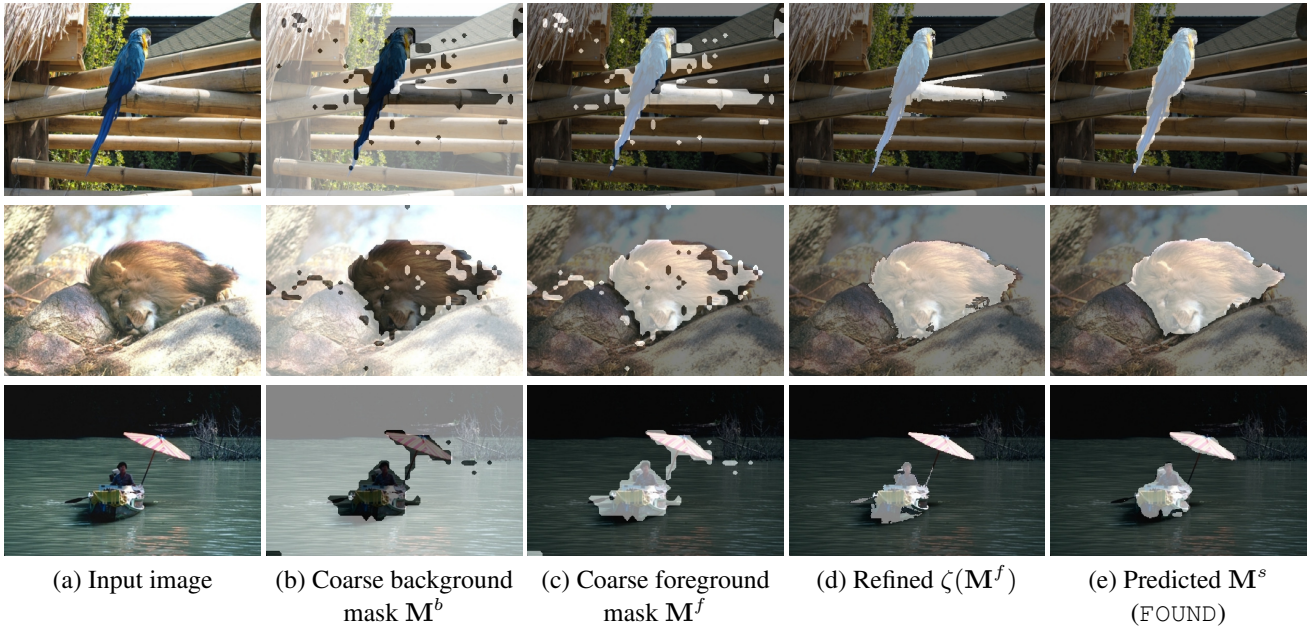 (a) Input image
(b) Coarse background
mask M^b
(c) Coarse foreground
mask M^f
(d) Refined ζ(M^f)
(e) Predicted M^s
(FOUND)